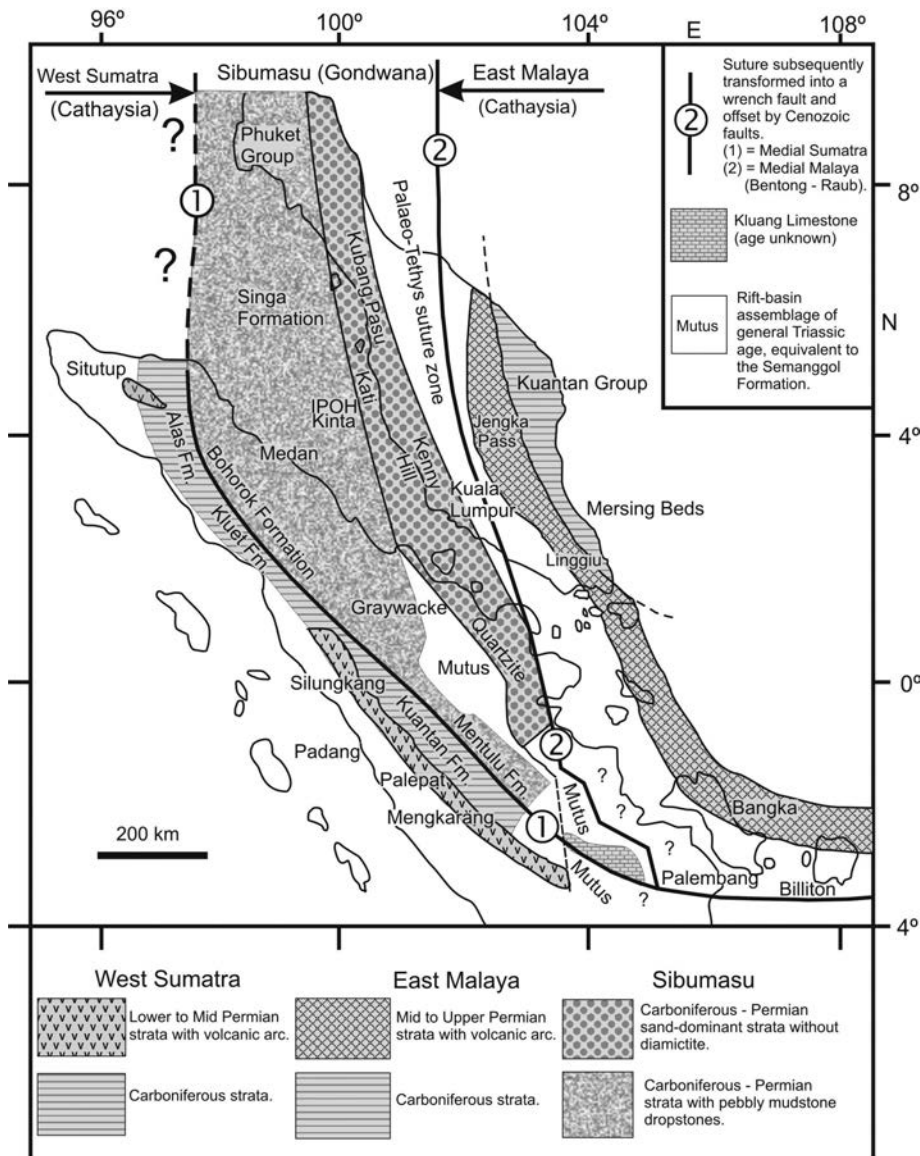 96º
100º
104º
108º
E
West Sumatra
(Cathaysia)
Sibumasu (Gondwana)
East Malaya
(Cathaysia)
2
Suture subsequently
transformed into a
wrench fault and
offset by Cenozoic
faults.
(1) = Medial Sumatra
(2) = Medial Malaya
(Bentong - Raub).
Kluang Limestone
(age unknown)
Mutus
Rift-basin
assemblage of
general Triassic
age, equivalent to
the Semanggol
Formation.
?
Phuket
Group
2
8º
1
Palaeo-Tethys suture zone
Kubang Pasu
?
Singa
Formation
N
Situtup
Kati
Kuantan Group
IPOH
Kinta
Jengka
Pass
4º
Alas Fm.
Medan
Kenny
Hill
Kuala
Lumpur
Mersing Beds
Bohorok Formation
Kluet Fm.
Linggiu
Graywacke
Quartzite
Mutus
0º
Silungkang
Kuantan Fm.
Mentulu Fm.
2
Padang
Palepat
Mutus
?
Bangka
Mengkarang
1
?
200 km
Mutus
Palembang
?
Billiton
4º
West Sumatra
East Malaya
Sibumasu
Lower to Mid Permian
strata with volcanic arc.
Mid to Upper Permian
strata with volcanic arc.
Carboniferous - Permian
sand-dominant strata without
diamictite.
Carboniferous strata.
Carboniferous strata.
Carboniferous - Permian
strata with pebbly mudstone
dropstones.